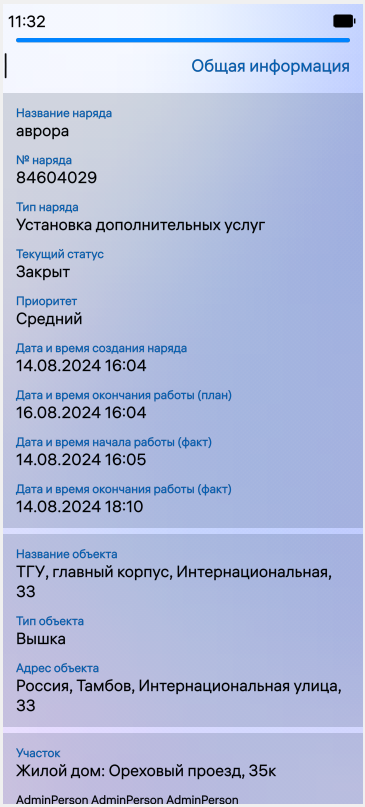 11:32
Общая информация
Название наряда
аврора
№ наряда
84604029
Тип наряда
Установка дополнительных услуг
Текущий статус
Закрыт
Приоритет
Средний
Дата и время создания наряда
14.08.2024 16:04
Дата и время окончания работы (план)
16.08.2024 16:04
Дата и время начала работы (факт)
14.08.2024 16:05
Дата и время окончания работы (факт)
14.08.2024 18:10
Название объекта
ТГУ, главный корпус, Интернациональная,
33
Тип объекта
Вышка
Адрес объекта
Россия, Тамбов, Интернациональная улица,
33
Участок
Жилой дом: Ореховый проезд, 35к
AdminPerson AdminPerson AdminPerson